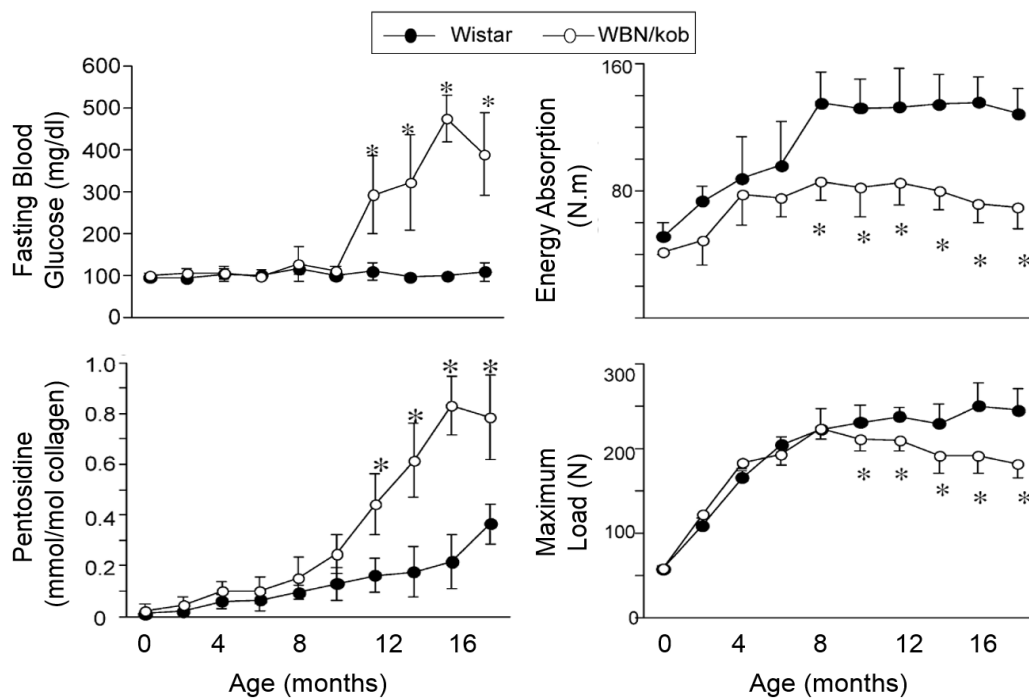 Wistar WBN/kob
Fasting Blood
Glucose (mg/dl)
600
500
400
300
200
100
0
* * * *
Energy Absorption
(N.m)
160
80
* * * * * *
Pentosidine
(mmol/mol collagen)
1.0
0.8
0.6
0.4
0.2
0
* * * *
0 4 8 12 16
Age (months)
Maximum
Load (N)
300
200
100
0
* * * * *
0 4 8 12 16
Age (months)